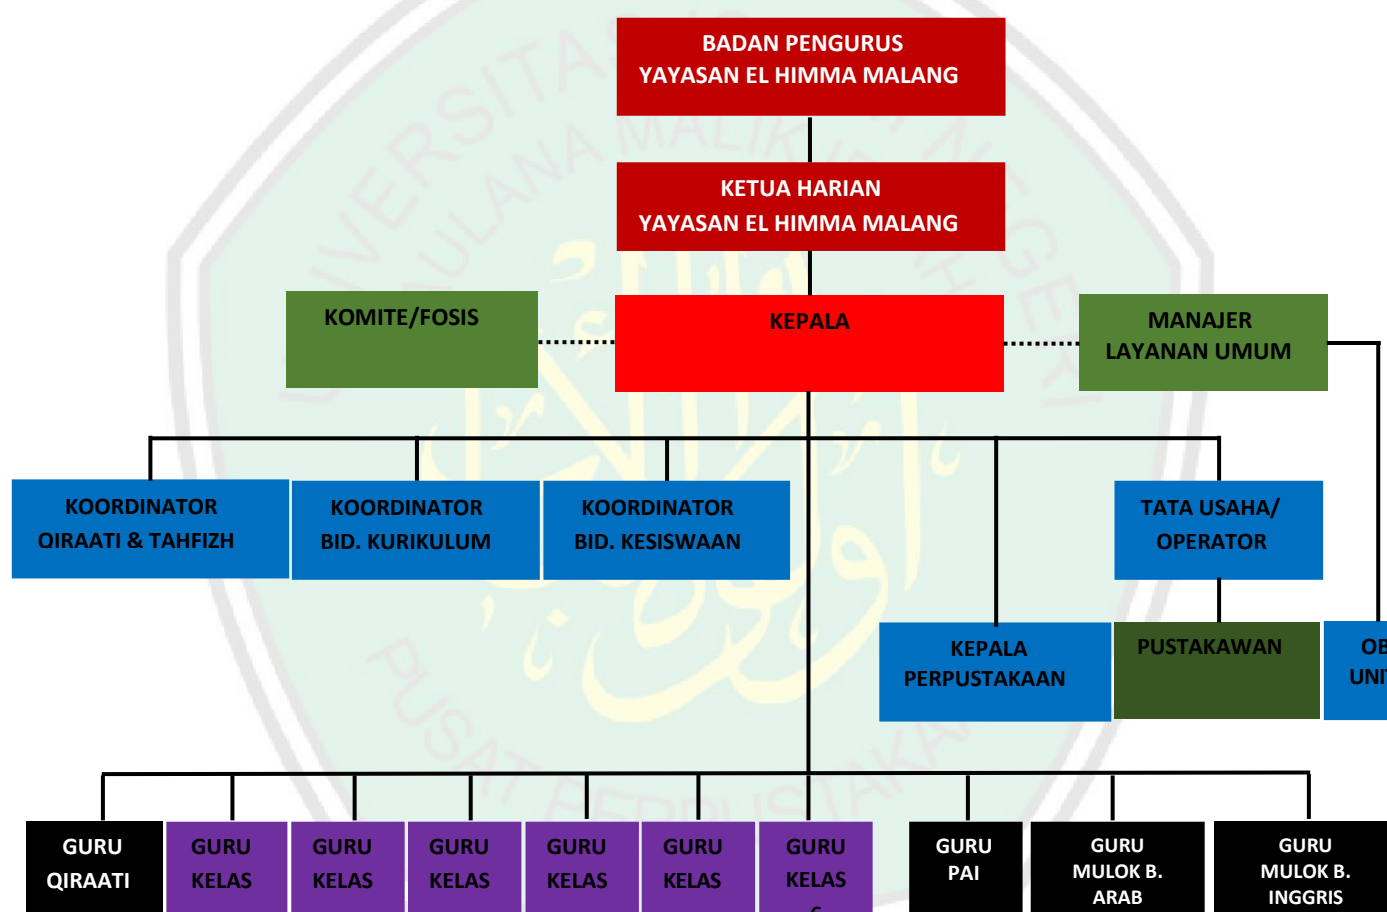 BADAN PENGURUS
YAYASAN EL HIMMA MALANG
KETUA HARIAN
YAYASAN EL HIMMA MALANG
KOMITE/FOSIS
KEPALA
MANAJER
LAYANAN UMUM
KOORDINATOR
QIRAATI & TAHFIZH
KOORDINATOR
BID. KURIKULUM
KOORDINATOR
BID. KESISWAAN
TATA USAHA/
OPERATOR
KEPALA
PERPUSTAKAAN
PUSTAKAWAN
GURU
QIRAATI
GURU
KELAS
GURU
KELAS
GURU
KELAS
GURU
KELAS
GURU
KELAS
GURU
KELAS
GURU
PAI
GURU
MULOK B.
ARAB
GURU
MULOK B.
INGGRIS